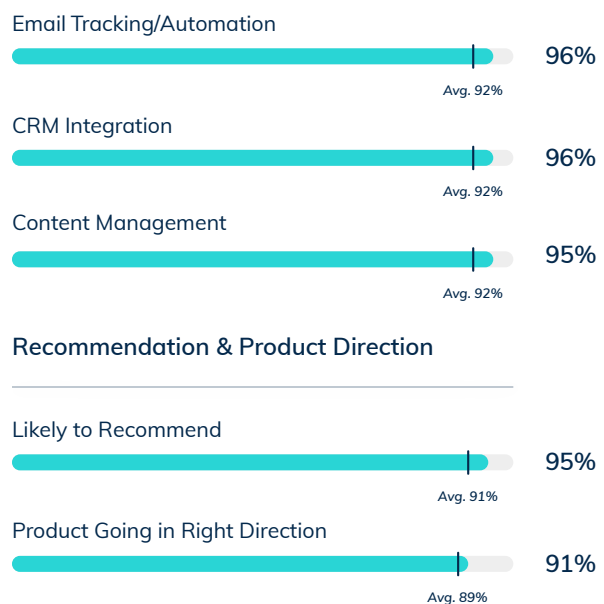 Email Tracking/Automation
96%
Avg. 92%
CRM Integration
96%
Avg. 92%
Content Management
95%
Avg. 92%
Recommendation & Product Direction
Likely to Recommend
95%
Avg. 91%
Product Going in Right Direction
91%
Avg. 89%